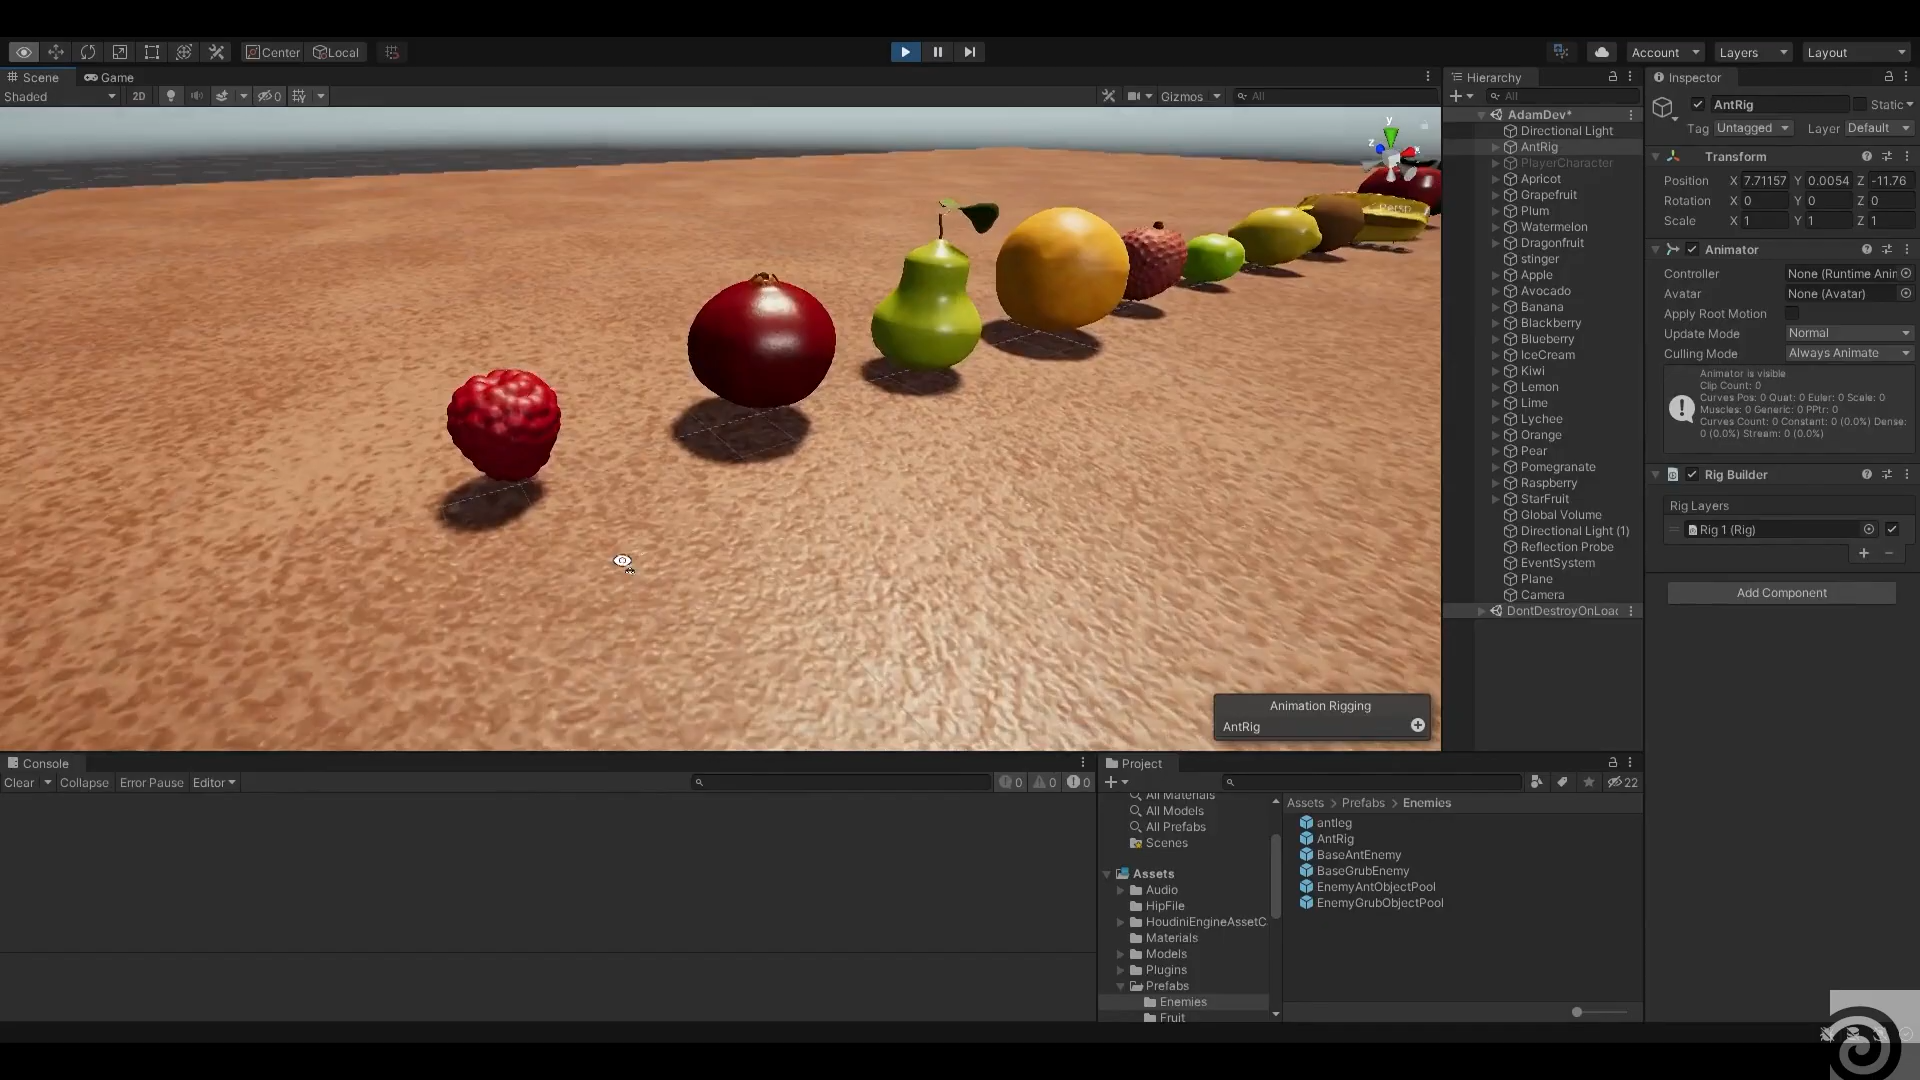 Center
Local
Account
Layers
Layout
Scene
Game
Hierarchy
Inspector
Shaded
2D
0
Gizmos
All
All
AntRig
Static
Tag
Untagged
Layer
Default
AdamDev*
Directional Light
AntRig
PlayerCharacter
Apricot
Grapefruit
Plum
Watermelon
Dragonfruit
stinger
Apple
Avocado
Banana
Blackberry
Blueberry
IceCream
Kiwi
Lemon
Lime
Lychee
Orange
Pear
Pomegranate
Raspberry
StarFruit
Global Volume
Directional Light (1)
Reflection Probe
EventSystem
Plane
Camera
DontDestroyOnLoad
y
z
x
Persp
Transform
Position X 7.71157 Y 0.0054 Z -11.76
Rotation X 0 Y 0 Z 0
Scale X 1 Y 1 Z 1
Animator
Controller None (Runtime Anin
Avatar None (Avatar)
Apply Root Motion
Update Mode Normal
Culling Mode Always Animate
Animator is visible
Clip Count: 0
Curves Pos: 0 Quat: 0 Euler: 0 Scale: 0
Muscles: 0 Generic: 0 PPtr: 0
Curves Count: 0 Constant: 0 (0.0%) Dense:
0 (0.0%) Stream: 0 (0.0%)
Rig Builder
Rig Layers
Rig 1 (Rig)
Add Component
Animation Rigging
AntRig
Console
Clear
Collapse
Error Pause
Editor
0
0
0
Project
22
All Materials
All Models
All Prefabs
Scenes
Assets
Audio
HipFile
HoudiniEngineAssetC
Materials
Models
Plugins
Prefabs
Enemies
Fruit
Assets > Prefabs > Enemies
antleg
AntRig
BaseAntEnemy
BaseGrubEnemy
EnemyAntObjectPool
EnemyGrubObjectPool